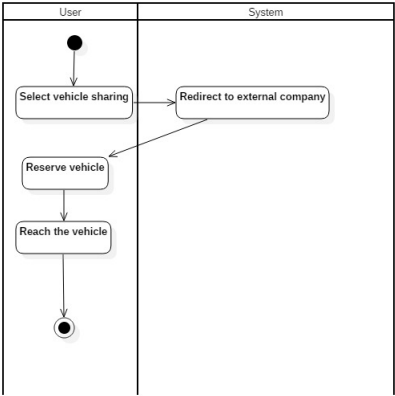 User
System
Select vehicle sharing
Redirect to external company
Reserve vehicle
Reach the vehicle